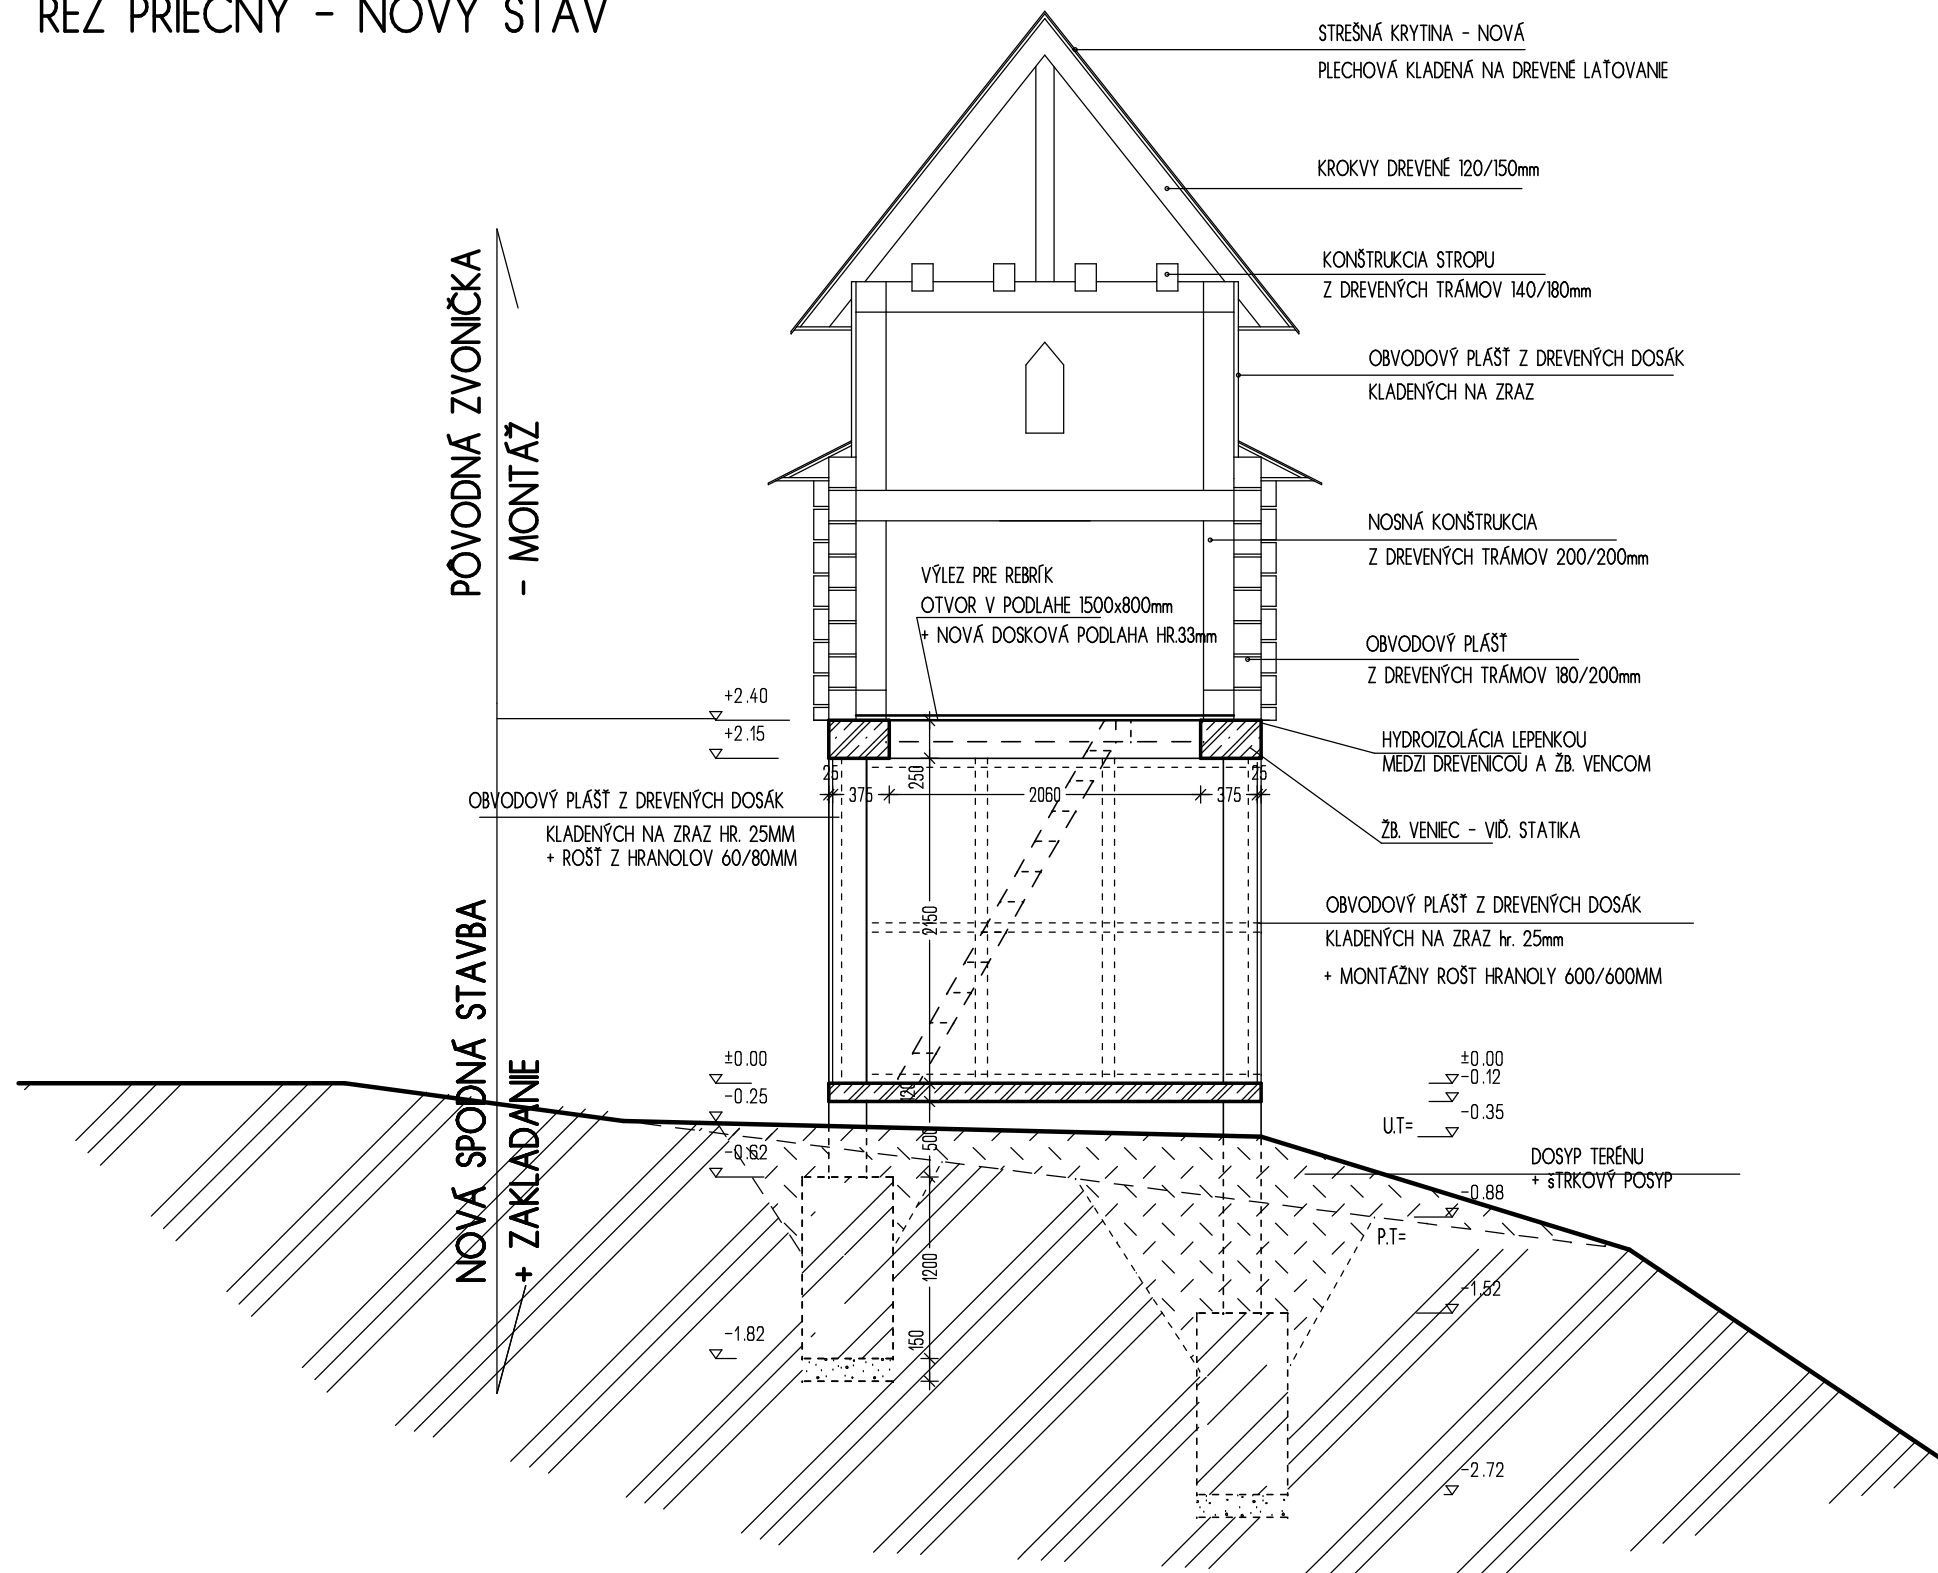 REZ PRIEČNY - NOVÝ STAV
STREŠNÁ KRYTINA - NOVÁ
PLECHOVÁ KLADENÁ NA DREVENÉ LAŤOVANIE
KROKVY DREVENÉ 120/150mm
KONŠTRUKCIA STROPU
Z DREVENÝCH TRÁMOV 140/180mm
OBVODOVÝ PLÁŠŤ Z DREVENÝCH DOSÁK
KLADENÝCH NA ZRAZ
NOSNÁ KONŠTRUKCIA
Z DREVENÝCH TRÁMOV 200/200mm
OBVODOVÝ PLÁŠŤ
Z DREVENÝCH TRÁMOV 180/200mm
HYDROIZOLÁCIA LEPENKOU
MEDZI DREVENICOU A ŽB. VENCOM
ŽB. VENIEC - VIĎ. STATIKA
OBVODOVÝ PLÁŠŤ Z DREVENÝCH DOSÁK
KLADENÝCH NA ZRAZ hr. 25mm
+ MONTÁŽNY ROŠT HRANOLY 600/600MM
PÔVODNÁ ZVONIČKA
- MONTÁŽ
NOVÁ SPODNÁ STAVBA
+ ZAKLADANIE
VÝLEZ PRE REBRÍK
OTVOR V PODLAHE 1500x800mm
+ NOVÁ DOSKOVÁ PODLAHA HR.33mm
+2.40
+2.15
25
375
2060
375
25
250
OBVODOVÝ PLÁŠŤ Z DREVENÝCH DOSÁK
KLADENÝCH NA ZRAZ HR. 25MM
+ ROŠŤ Z HRANOLOV 60/80MM
2150
±0.00
-0.25
-0.62
-1.82
120
500
1200
150
±0.00
-0.12
-0.35
U.T=
DOSYP TERÉNU
+ šTRKOVÝ POSYP
-0.88
P.T=
-1.52
-2.72